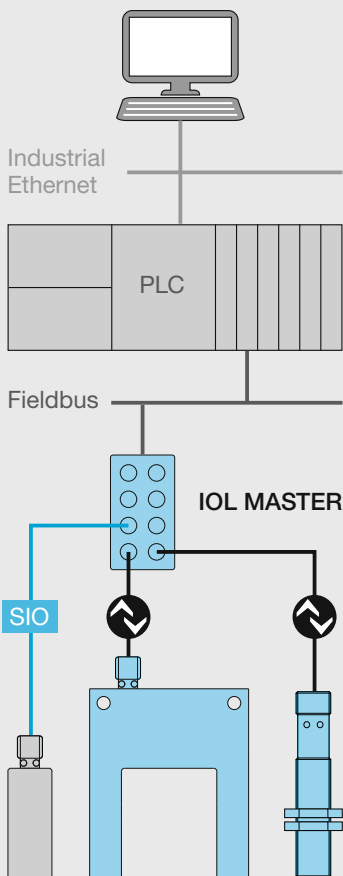 Industrial
Ethernet
PLC
Fieldbus
IOL MASTER
SIO